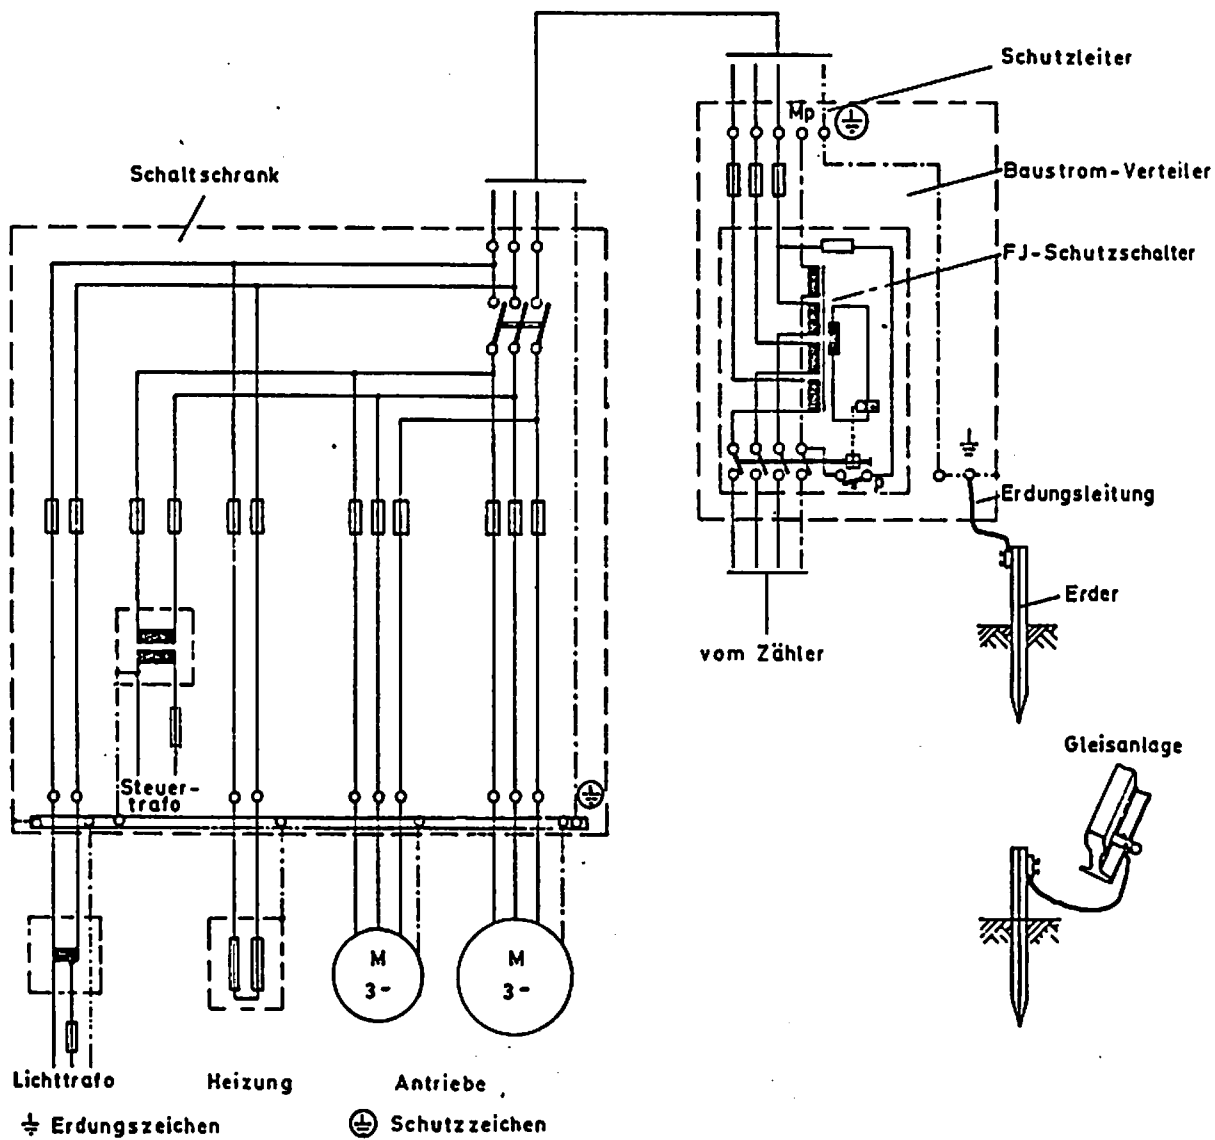 Schutzleiter
Mp
Schaltschrank
Baustrom-Verteiler
FJ-Schutzschalter
p
Erdungsleitung
Erder
vom Zähler
Gleisanlage
Steuer-
trafo
M
3~
M
3~
Lichttrafo
Heizung
Antriebe
Erdungszeichen
Schutzzeichen